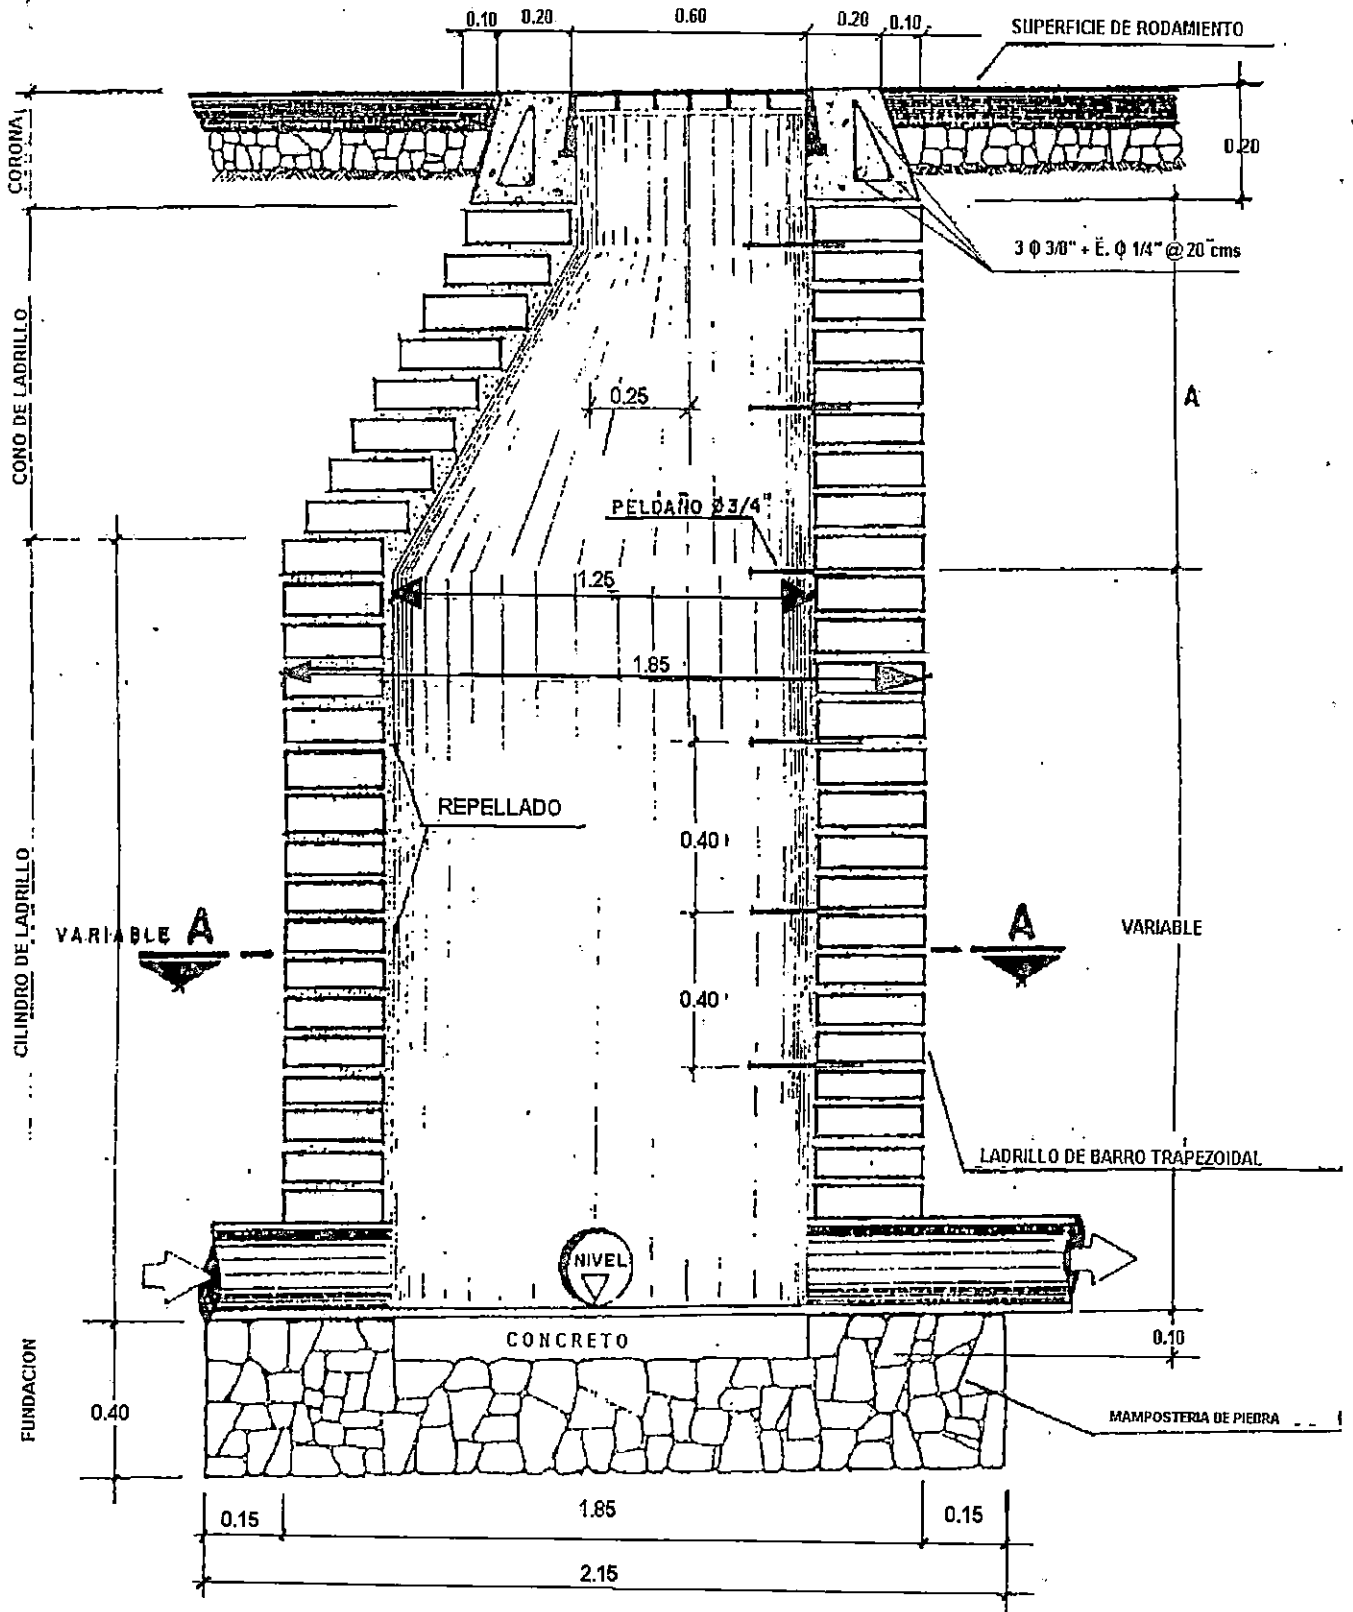 0.10 0.20 0.60 0.20 0.10
SUPERFICIE DE RODAMIENTO
CORONA
0.20
3 Φ 3/8" + E. Φ 1/4" @ 20 cms
CONO DE LADRILLO
0.25
A
PELDAÑO Ø 3/4"
1.25
1.85
REPELLADO
0.40
CILINDRO DE LADRILLO
VARIABLE A
A VARIABLE
0.40
LADRILLO DE BARRO TRAPEZOIDAL
NIVEL
CONCRETO
0.10
FUNDACION
0.40
MAMPOSTERIA DE PIEDRA
0.15 1.85 0.15
2.15